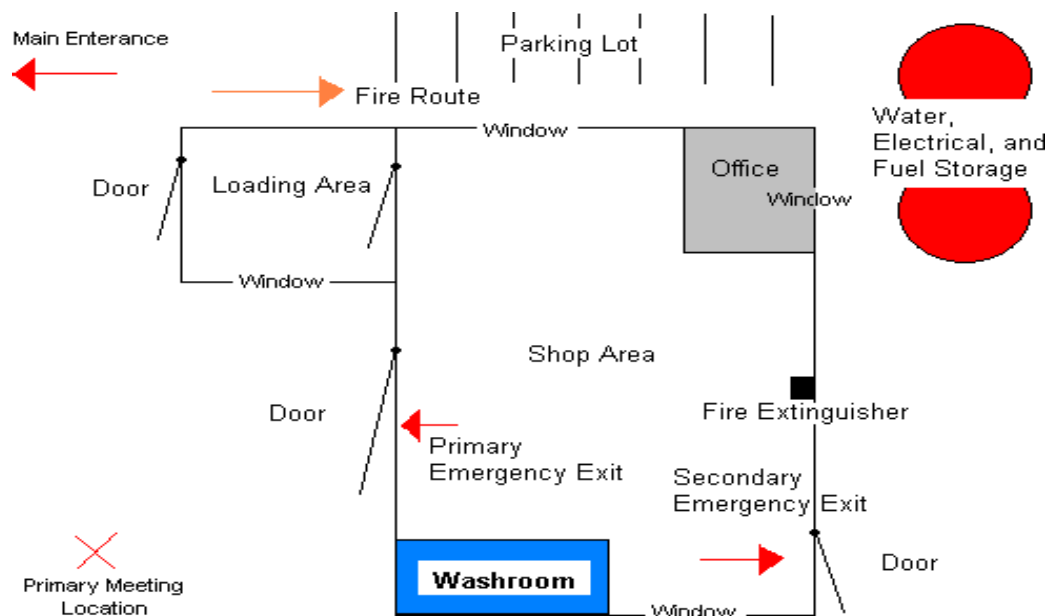 Main Enterance
Parking Lot
Fire Route
Water,
Electrical, and
Fuel Storage
Window
Office
Door
Loading Area
Window
Window
Shop Area
Door
Fire Extinguisher
Primary
Emergency Exit
Secondary
Emergency Exit
Door
Washroom
Primary Meeting
Location
Window